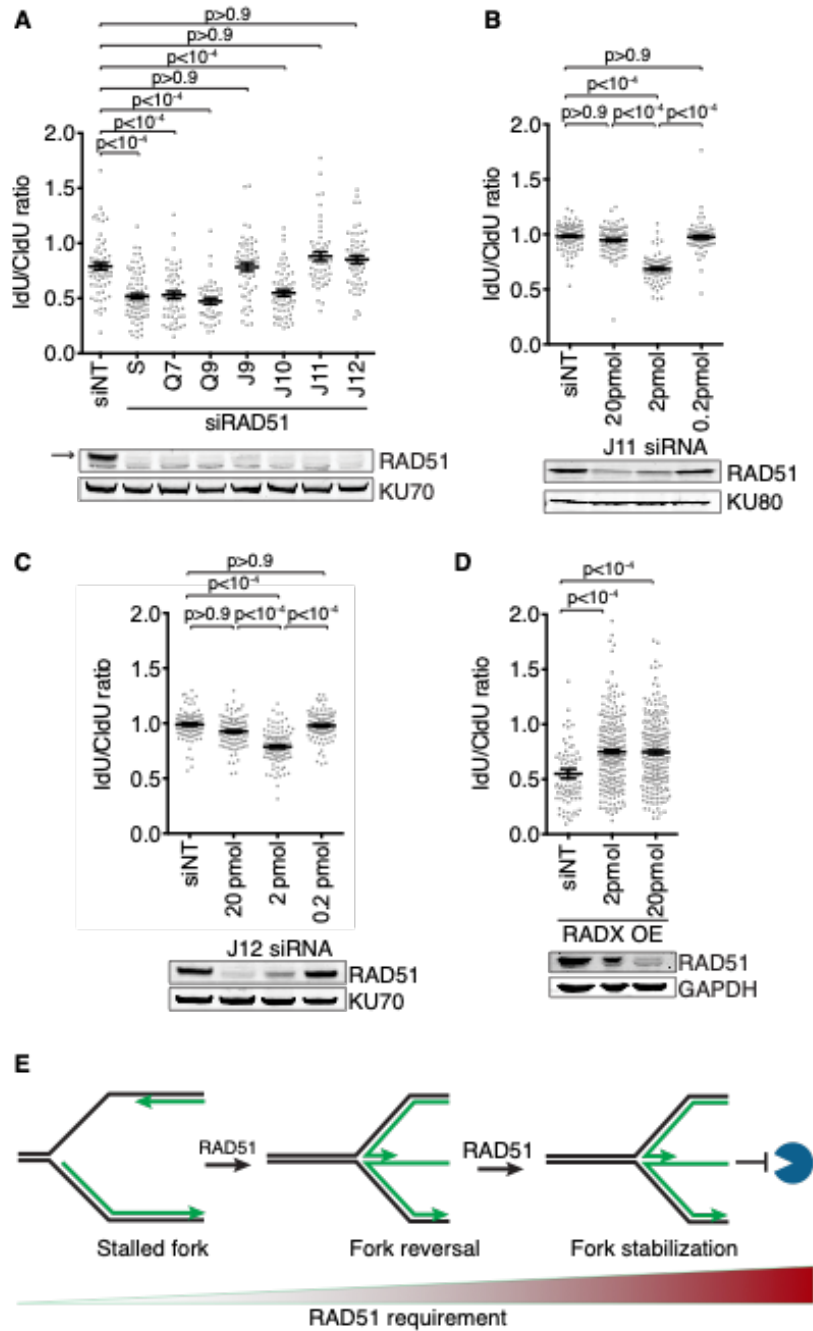 A
p>0.9
p>0.9
p<10⁻⁴
p>0.9
p<10⁻⁴
p<10⁻⁴
p<10⁻⁴
IdU/CldU ratio
2.0
1.5
1.0
0.5
0.0
siNT
S
Q7
Q9
J9
J10
J11
J12
siRAD51
→ RAD51
KU70
B
p>0.9
p<10⁻⁴
p>0.9 p<10⁻⁴ p<10⁻⁴
IdU/CldU ratio
2.0
1.5
1.0
0.5
0.0
siNT
20pmol
2pmol
0.2pmol
J11 siRNA
RAD51
KU80
C
p>0.9
p<10⁻⁴
p>0.9 p<10⁻⁴ p<10⁻⁴
IdU/CldU ratio
2.0
1.5
1.0
0.5
0.0
siNT
20 pmol
2 pmol
0.2 pmol
J12 siRNA
RAD51
KU70
D
p<10⁻⁴
p<10⁻⁴
IdU/CldU ratio
2.0
1.5
1.0
0.5
0.0
siNT
2pmol
20pmol
RADX OE
RAD51
GAPDH
E
RAD51
RAD51
Stalled fork
Fork reversal
Fork stabilization
RAD51 requirement